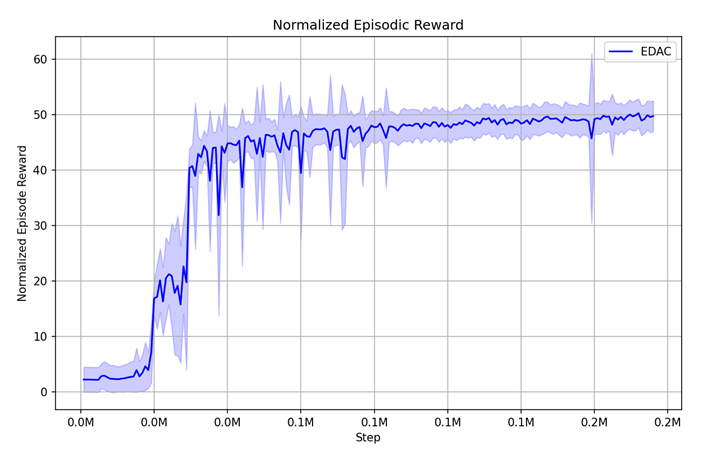 Normalized Episodic Reward
EDAC
Normalized Episode Reward
60
50
40
30
20
10
0
0.0M 0.0M 0.0M 0.1M 0.1M 0.1M 0.1M 0.2M 0.2M
Step